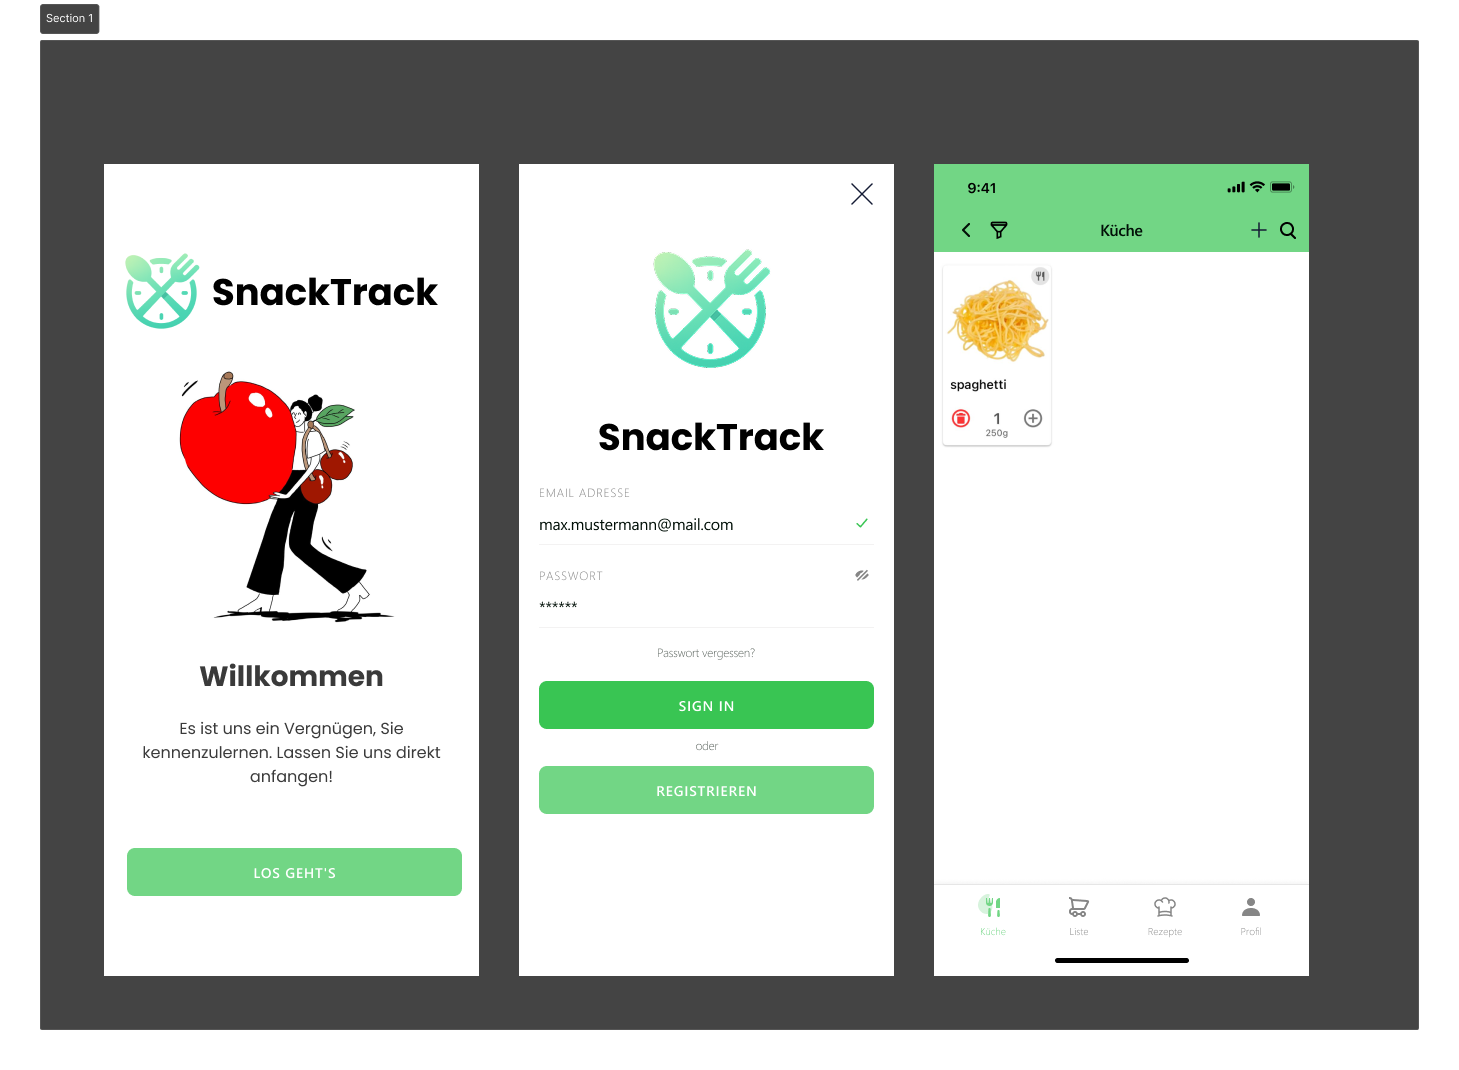 Section 1
SnackTrack
Willkommen
Es ist uns ein Vergnügen, Sie
kennenzulernen. Lassen Sie uns direkt
anfangen!
LOS GEHT'S
SnackTrack
EMAIL ADRESSE
max.mustermann@mail.com
PASSWORT
******
Passwort vergessen?
SIGN IN
oder
REGISTRIEREN
9:41
Küche
spaghetti
1
250g
Küche
Liste
Rezepte
Profil